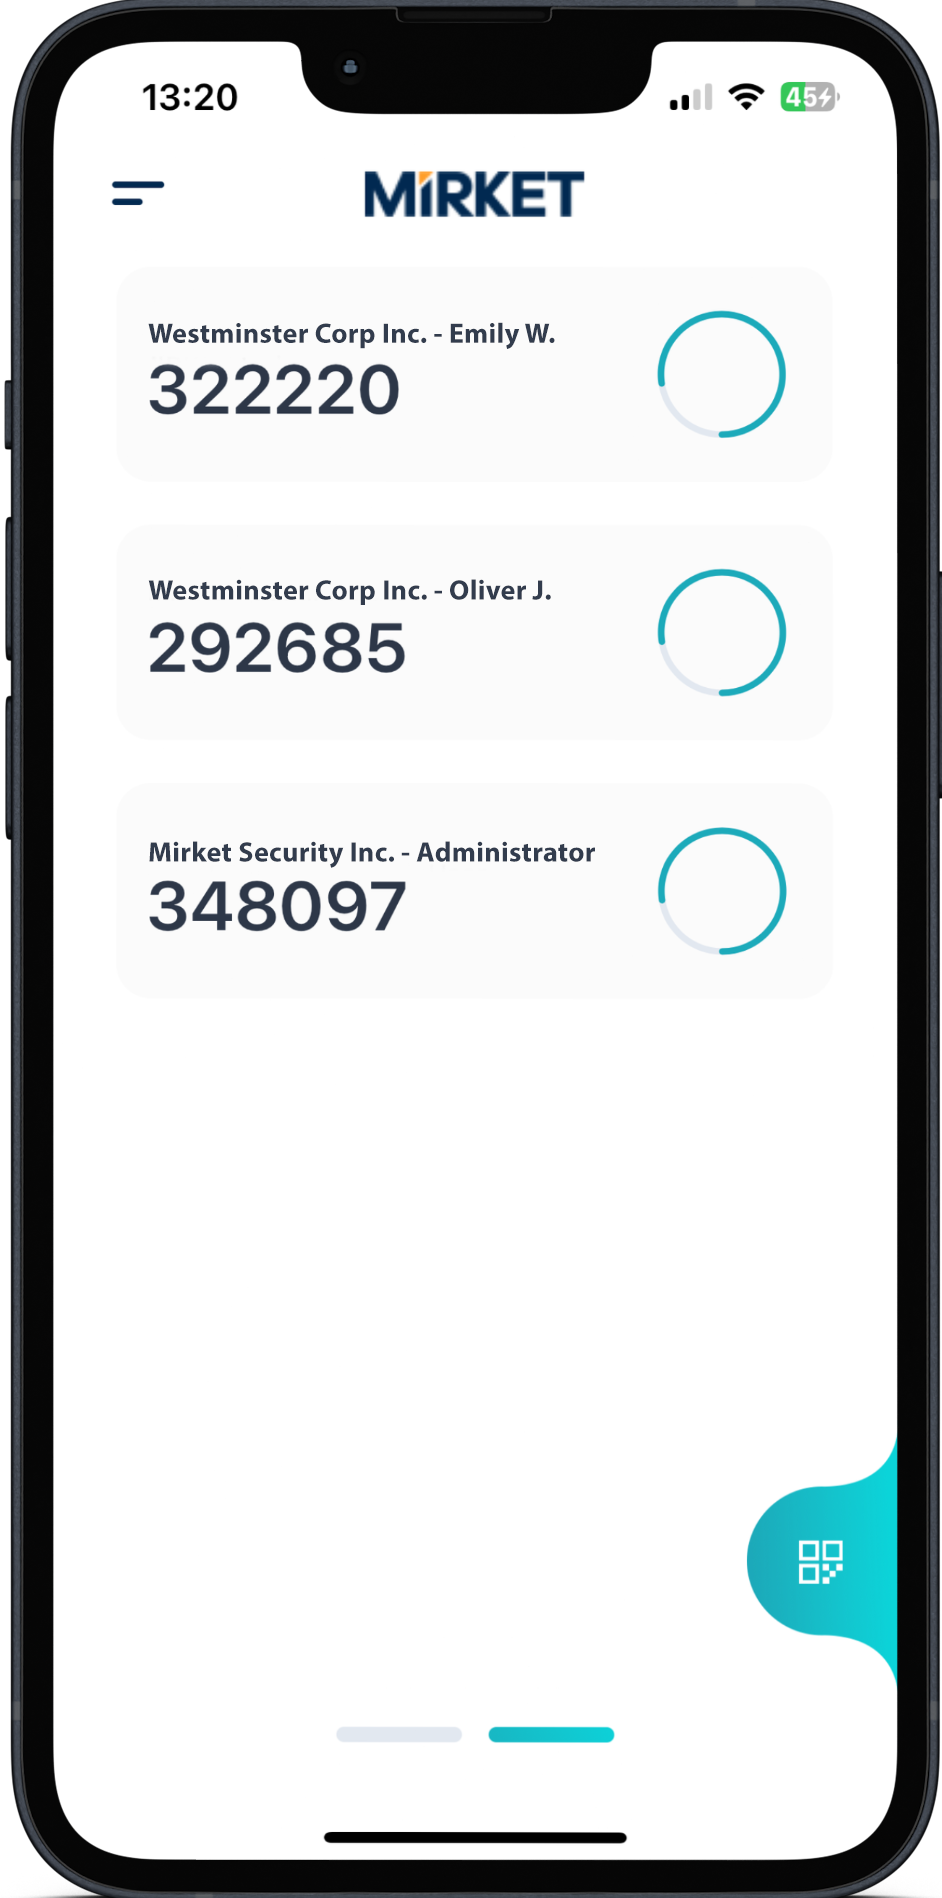 13:20
45
MiRKET
Westminster Corp Inc. - Emily W.
322220
Westminster Corp Inc. - Oliver J.
292685
Mirket Security Inc. - Administrator
348097